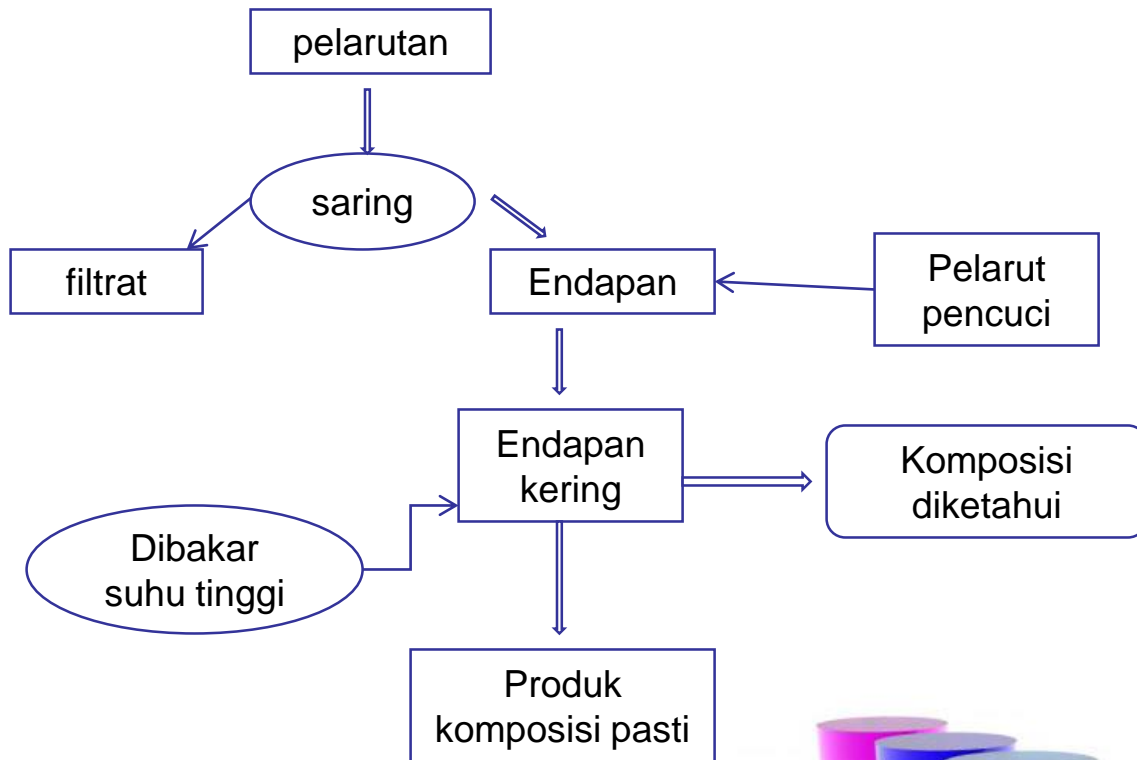 pelarutan
saring
filtrat
Endapan
Pelarut
pencuci
Endapan
kering
Komposisi
diketahui
Dibakar
suhu tinggi
Produk
komposisi pasti